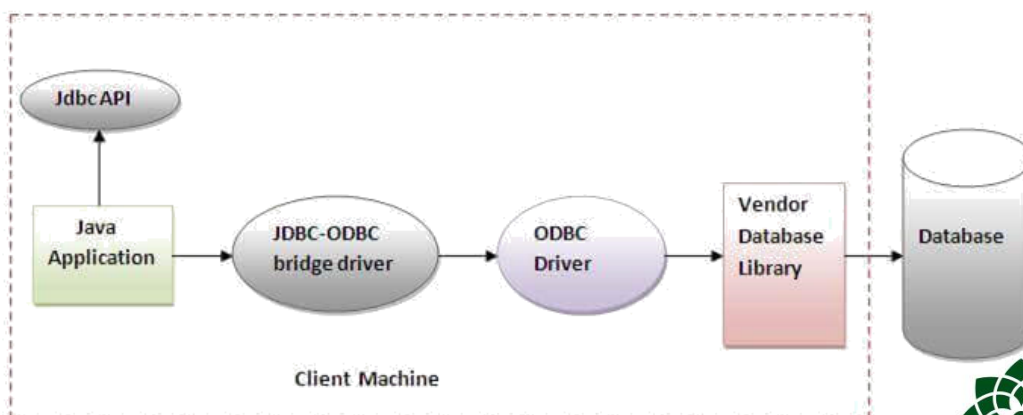 Jdbc API
Java
Application
JDBC-ODBC
bridge driver
ODBC
Driver
Vendor
Database
Library
Database
Client Machine